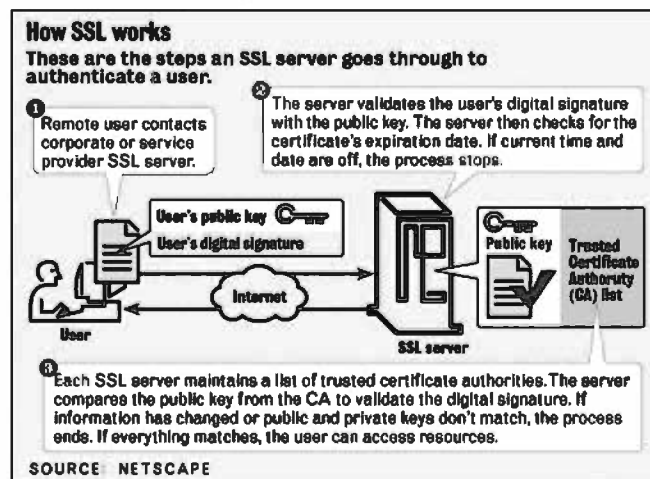 How SSL works
These are the steps an SSL server goes through to
authenticate a user.
1
Remote user contacts
corporate or service
provider SSL server.
2
The server validates the user's digital signature
with the public key. The server then checks for the
certificate's expiration date. If current time and
date are off, the process stops.
User's public key
User's digital signature
Internet
User
SSL server
Public key
Trusted
Certificate
Authoruty
(CA) list
3
Each SSL server maintains a list of trusted certificate authorities. The server
compares the public key from the CA to validate the digital signature. If
information has changed or public and private keys don't match, the process
ends. If everything matches, the user can access resources.
SOURCE: NETSCAPE